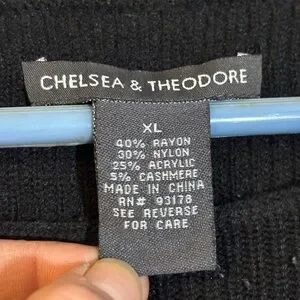 CHELSEA & THEODORE
XL
40% RAYON
30% NYLON
25% ACRYLIC
5% CASHMERE
MADE IN CHINA
RN# 93178
SEE REVERSE
FOR CARE